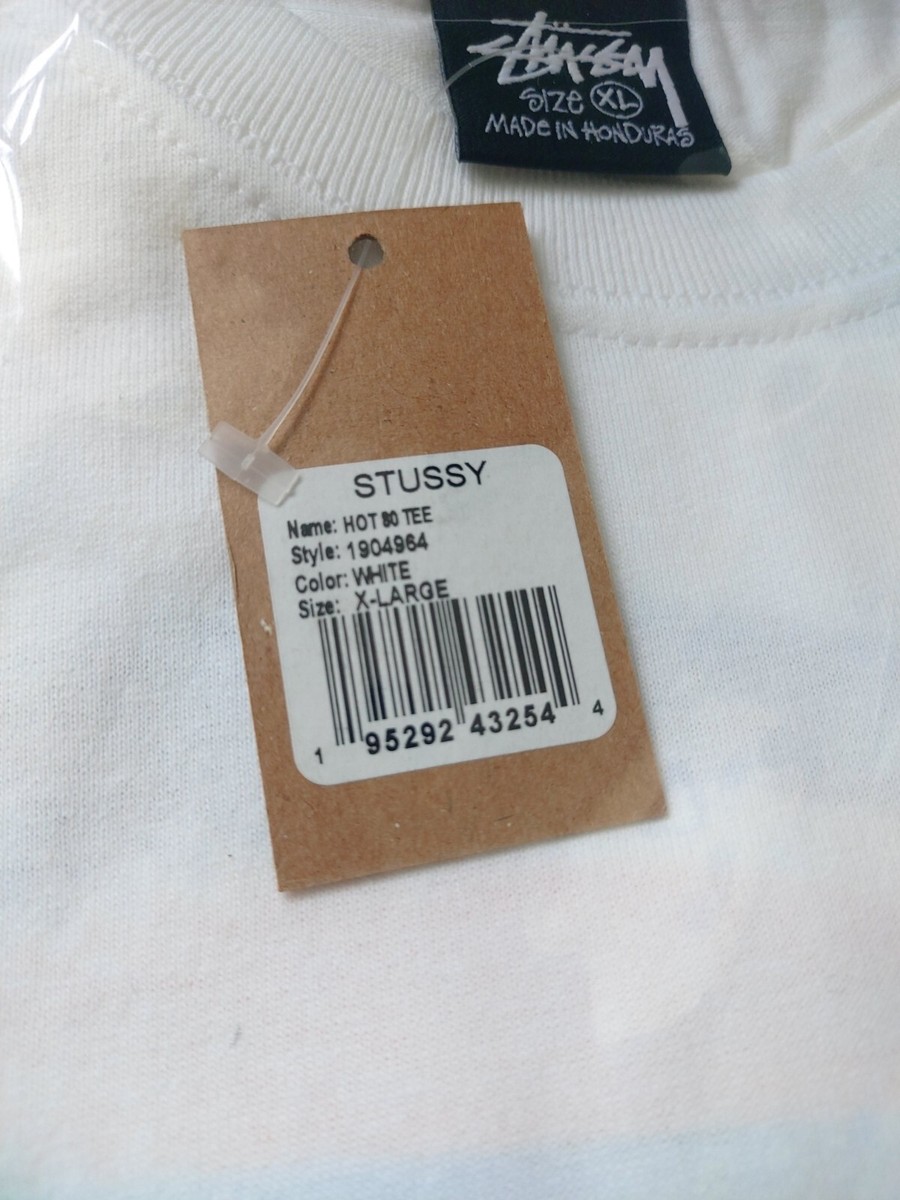 Stüssy
SIZE XL
MADE IN HONDURAS
STUSSY
Name: HOT 80 TEE
Style: 1904964
Color: WHITE
Size: X-LARGE
1 95292 43254 4